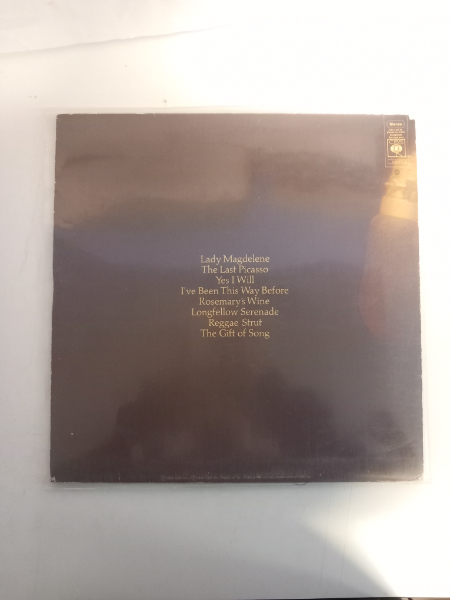 Lady Magdelene
The Last Picasso
Yes I Will
I've Been This Way Before
Rosemary's Wine
Longfellow Serenade
Reggae Strut
The Gift of Song